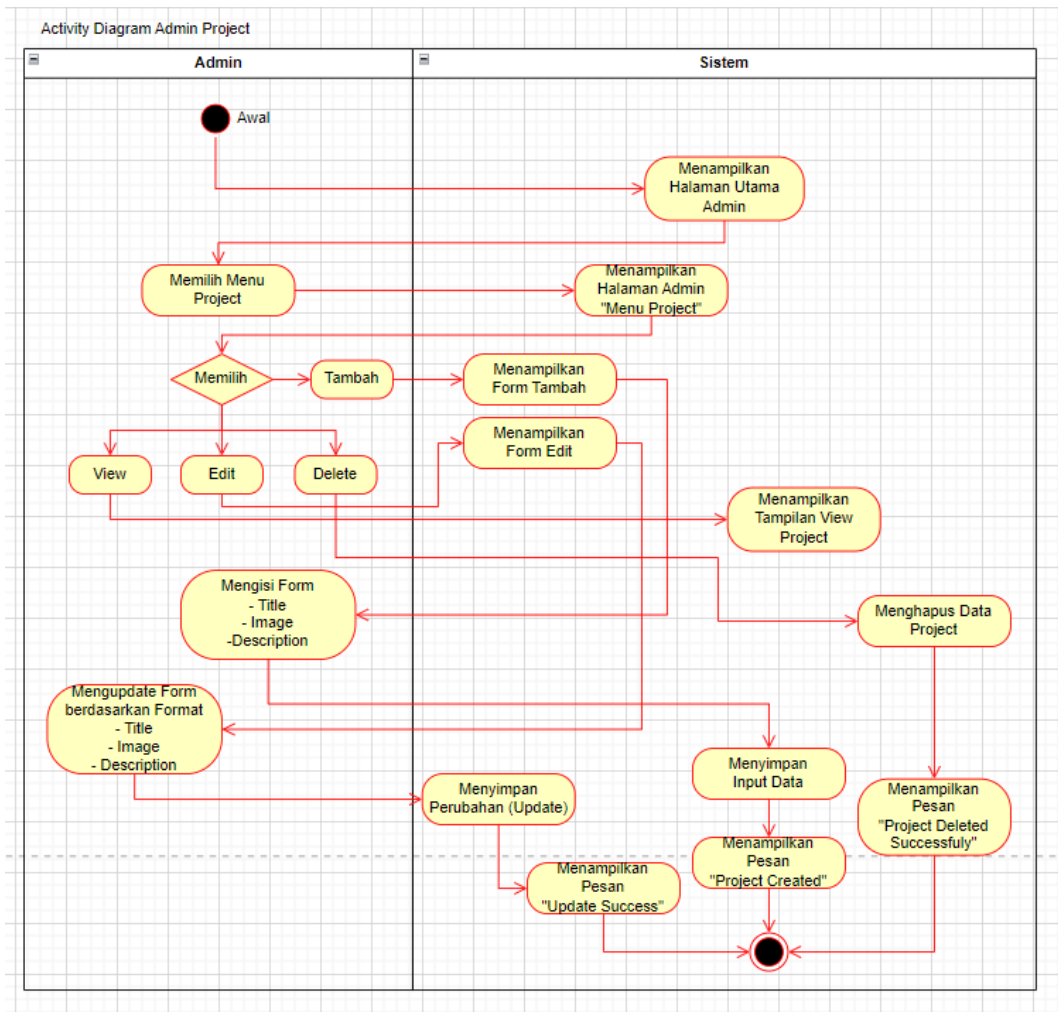 Activity Diagram Admin Project
Admin
Sistem
Awal
Menampilkan
Halaman Utama
Admin
Memilih Menu
Project
Menampilkan
Halaman Admin
"Menu Project"
Memilih
Tambah
Menampilkan
Form Tambah
Menampilkan
Form Edit
View
Edit
Delete
Menampilkan
Tampilan View
Project
Mengisi Form
- Title
- Image
-Description
Menghapus Data
Project
Mengupdate Form
berdasarkan Format
- Title
- Image
- Description
Menyimpan
Perubahan (Update)
Menyimpan
Input Data
Menampilkan
Pesan
"Project Deleted
Successfuly"
Menampilkan
Pesan
"Project Created"
Menampilkan
Pesan
"Update Success"